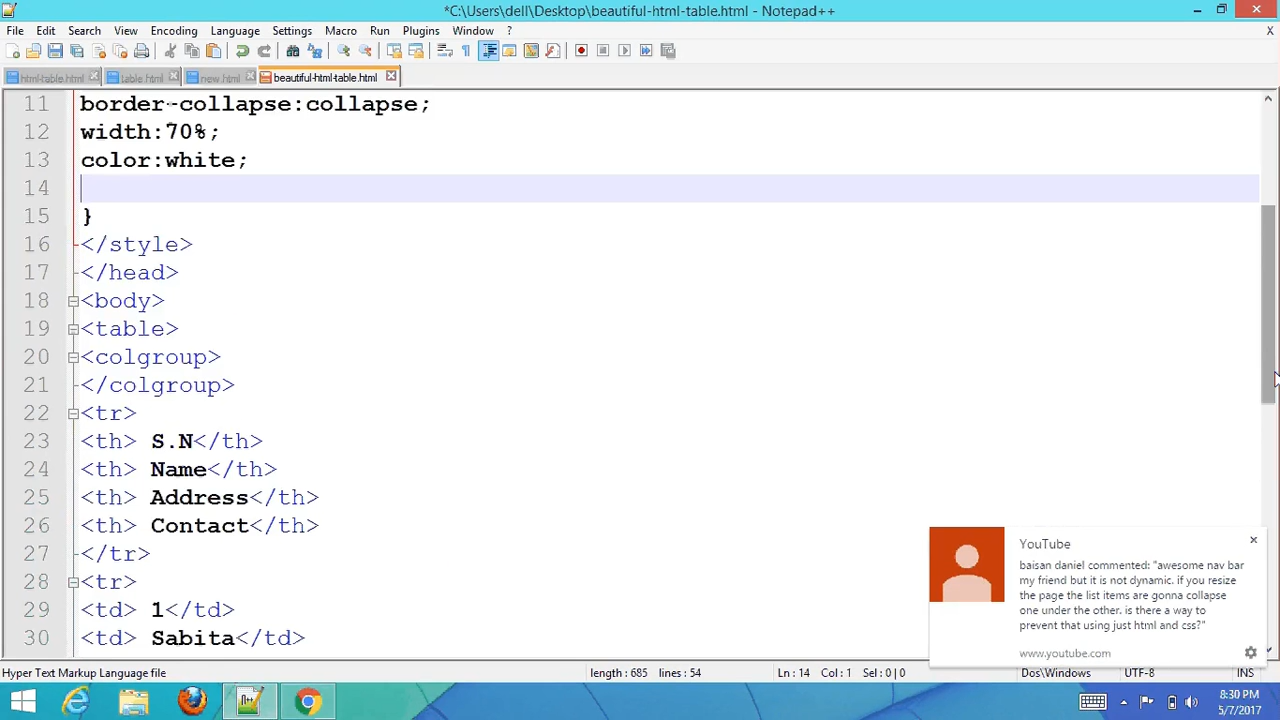 *C:\Users\dell\Desktop\beautiful-html-table.html - Notepad++
File Edit Search View Encoding Language Settings Macro Run Plugins Window ? X
html-table.html table.html new.html beautiful-html-table.html
11 border-collapse:collapse;
12 width:70%;
13 color:white;
14
15 }
16 </style>
17 </head>
18 <body>
19 <table>
20 <colgroup>
21 </colgroup>
22 <tr>
23 <th> S.N</th>
24 <th> Name</th>
25 <th> Address</th>
26 <th> Contact</th>
27 </tr>
28 <tr>
29 <td> 1</td>
30 <td> Sabita</td>
YouTube
baisan daniel commented: "awesome nav bar
my friend but it is not dynamic. if you resize
the page the list items are gonna collapse
one under the other. is there a way to
prevent that using just html and css?"
www.youtube.com
Hyper Text Markup Language file length : 685 lines : 54 Ln : 14 Col : 1 Sel : 0 | 0 Dos\Windows UTF-8 INS
8:30 PM
5/7/2017